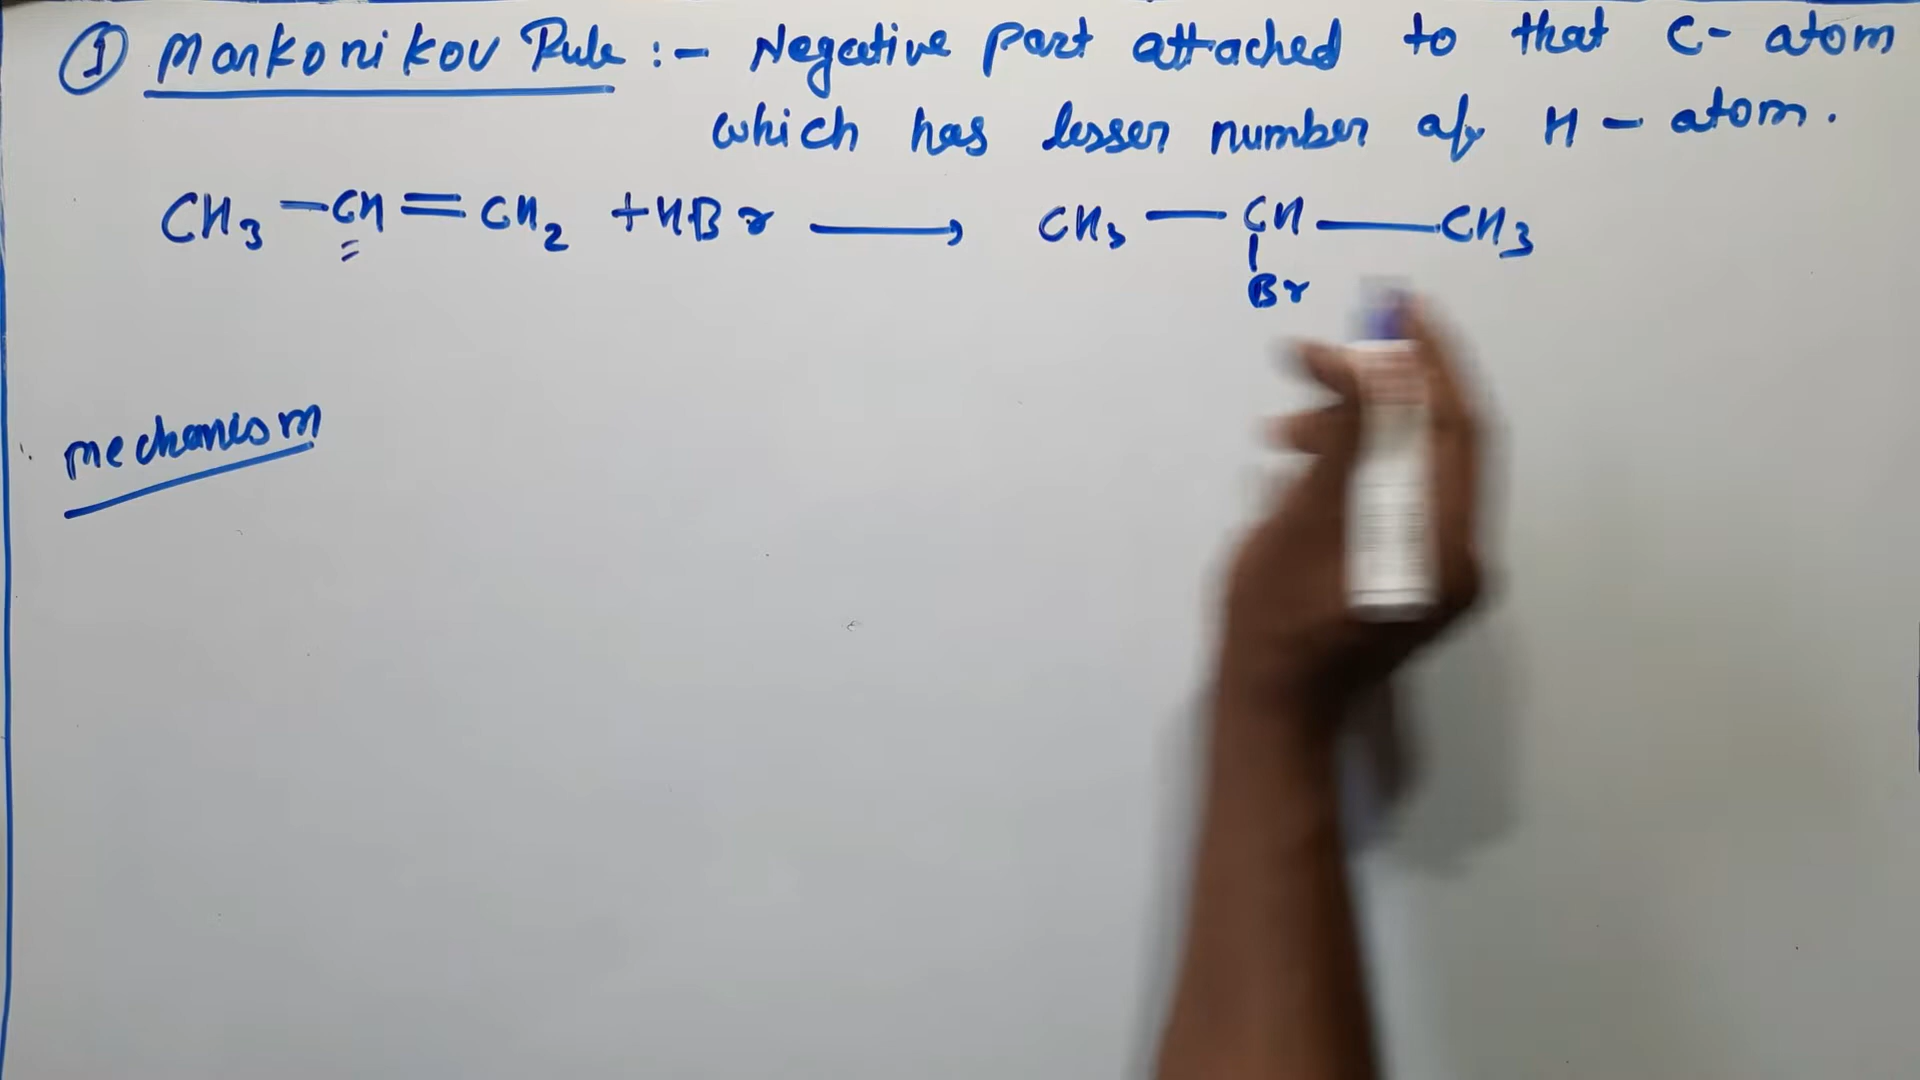 ① Markonikov Rule :- Negative part attached to that C- atom
which has lesser number of H - atom.
CH3 - CH = CH2 + HBr ⟶ CH3 - CH - CH3
Br
mechanism